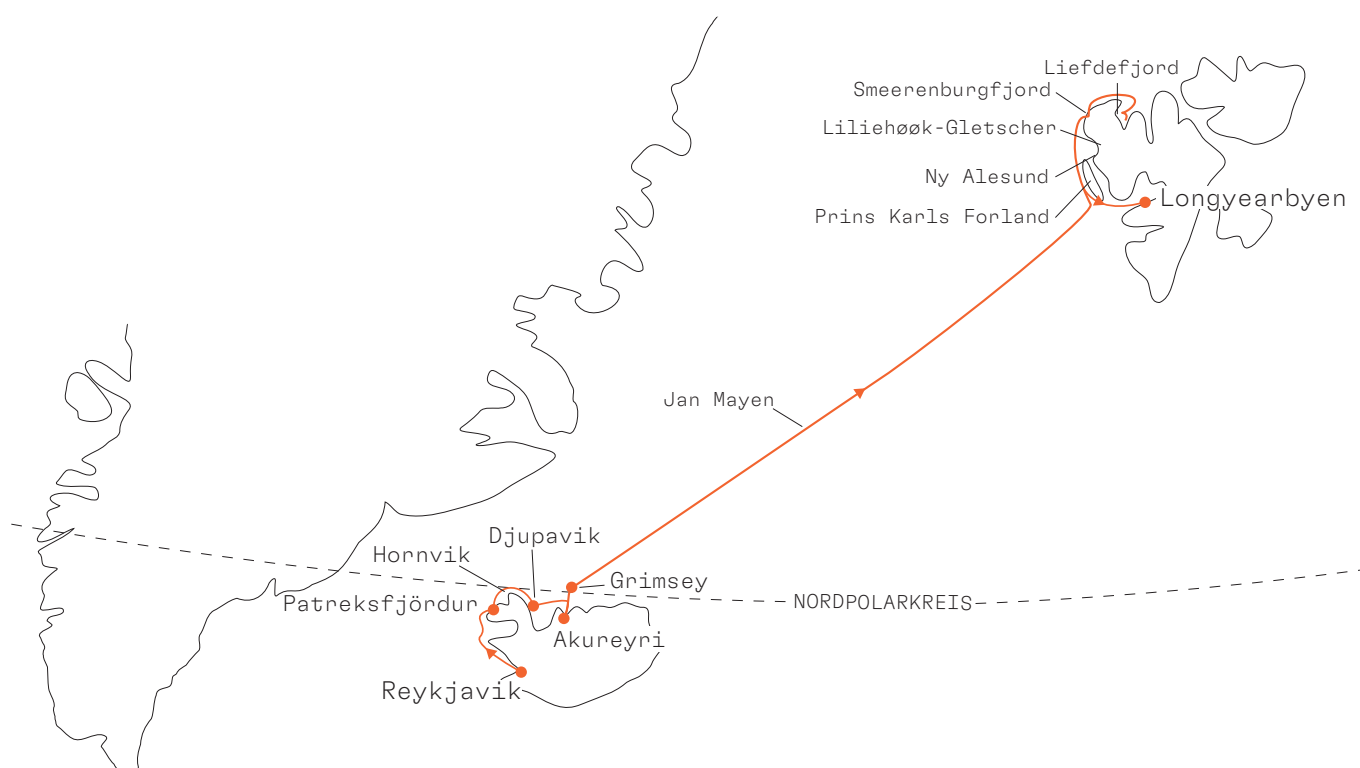 Liefdefjord
Smeerenburgfjord
Liliehøøk-Gletscher
Ny Alesund
Longyearbyen
Prins Karls Forland
Jan Mayen
Djupavik
Hornvik
Grimsey
Patreksfjördur
NORDPOLARKREIS
Akureyri
Reykjavik